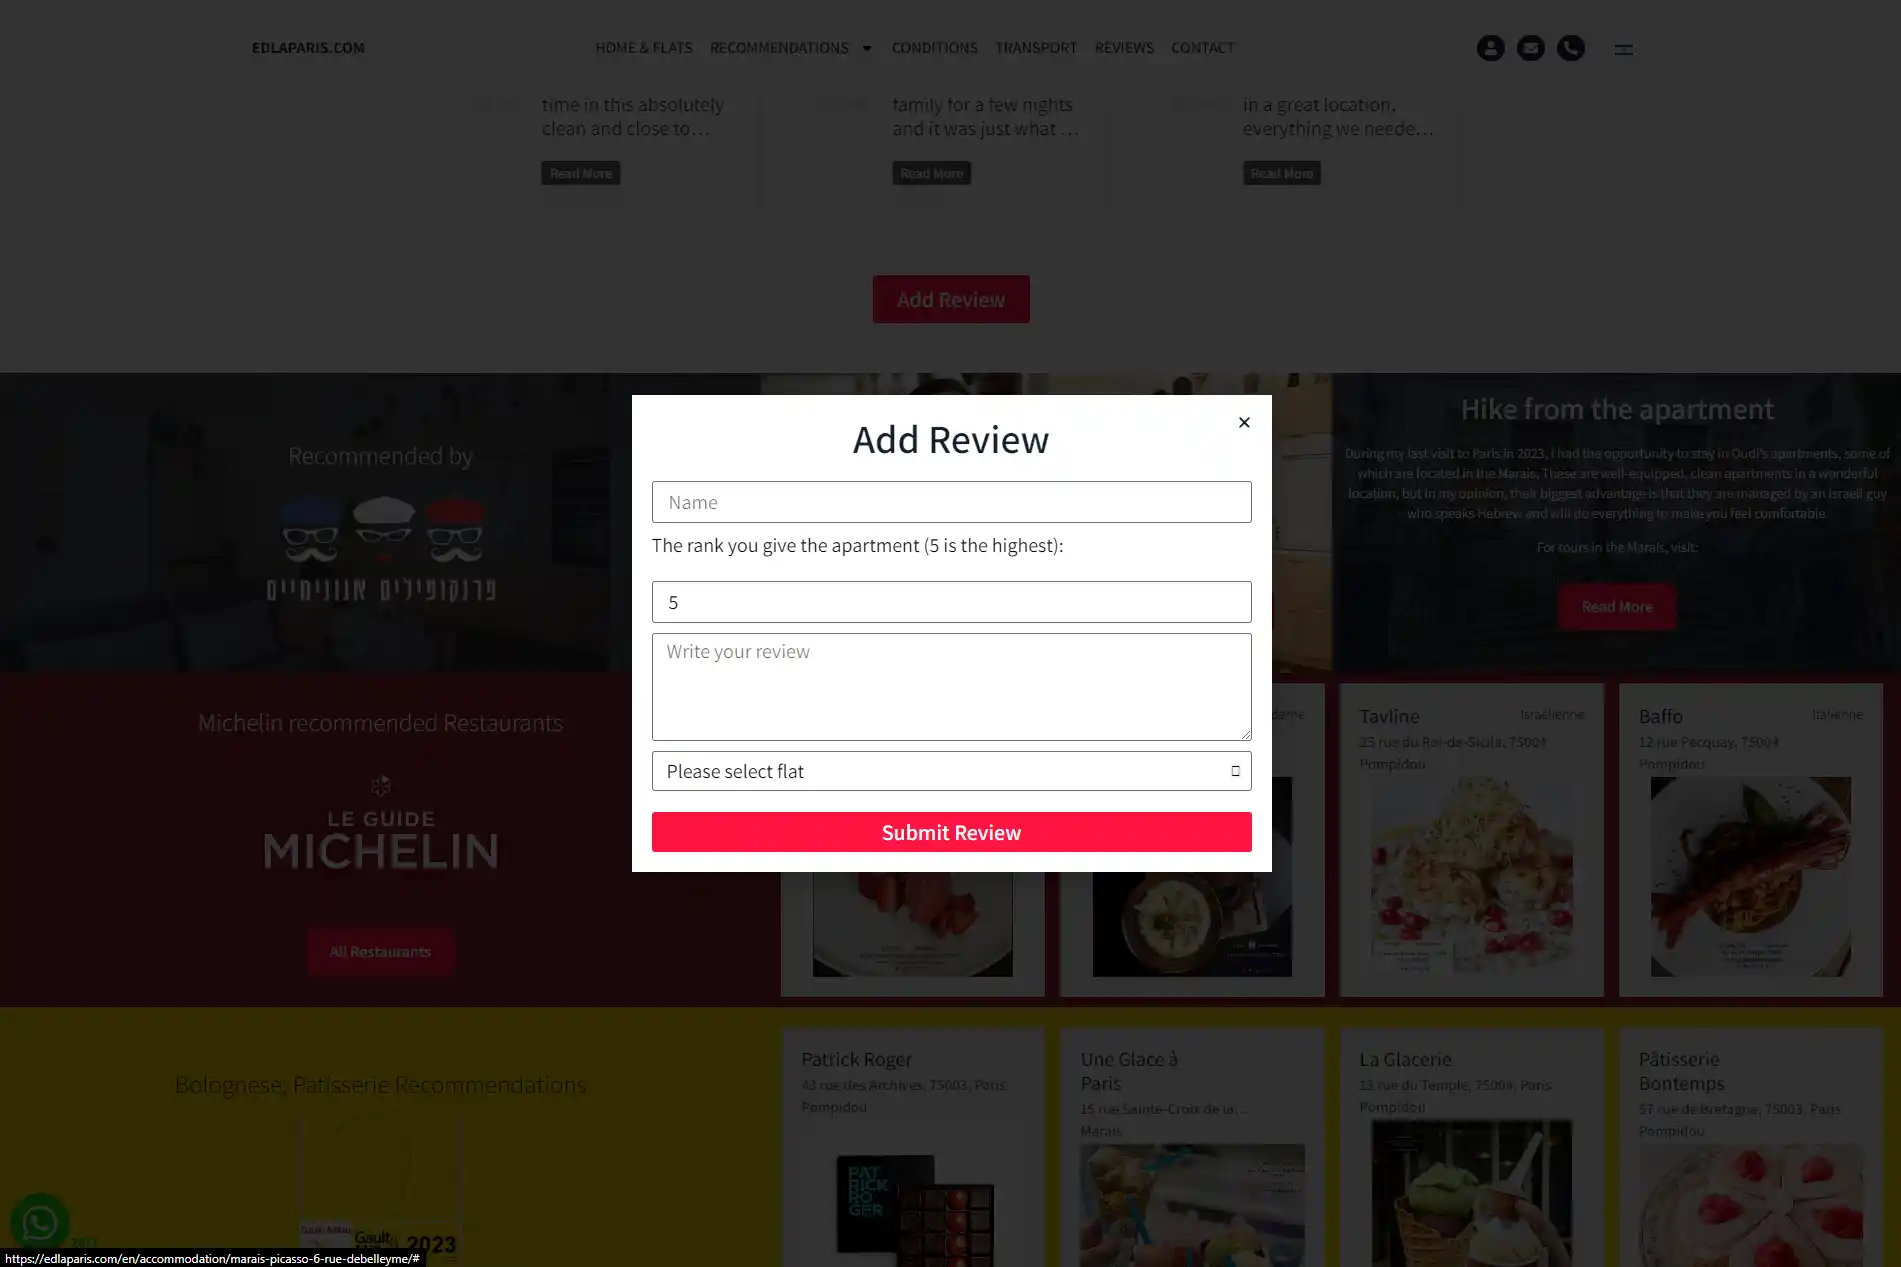 EDLAPARIS.COM
HOME & FLATS RECOMMENDATIONS CONDITIONS TRANSPORT REVIEWS CONTACT
time in this absolutely
clean and close to…
Read More
family for a few nights
and it was just what …
Read More
in a great location,
everything we neede…
Read More
Add Review
Recommended by
פרנקופילים אנונימיים
Hike from the apartment
During my last visit to Paris in 2023, I had the opportunity to stay in Oudi's apartments, some of
which are located in the Marais. These are well-equipped, clean apartments in a wonderful
location, but in my opinion, their biggest advantage is that they are managed by an Israeli guy
who speaks Hebrew and will do everything to make you feel comfortable.
For tours in the Marais, visit:
Read More
Add Review
×
Name
The rank you give the apartment (5 is the highest):
5
Write your review
Please select flat
Submit Review
Michelin recommended Restaurants
LE GUIDE
MICHELIN
All Restaurants
Tavline
Israélienne
25 rue du Roi-de-Sicile, 75004
Pompidou
Baffo
Italienne
12 rue Pecquay, 75004
Pompidou
Bolognese, Patisserie Recommendations
Gault
2023
Patrick Roger
43 rue des Archives, 75003, Paris
Pompidou
PAT
RICK
RO
GER
Une Glace à
Paris
15 rue Sainte-Croix de la…
Marais
La Glacerie
13 rue du Temple, 75004, Paris
Pompidou
Pâtisserie
Bontemps
57 rue de Bretagne, 75003, Paris
Pompidou
https://edlaparis.com/en/accommodation/marais-picasso-6-rue-debelleyme/#